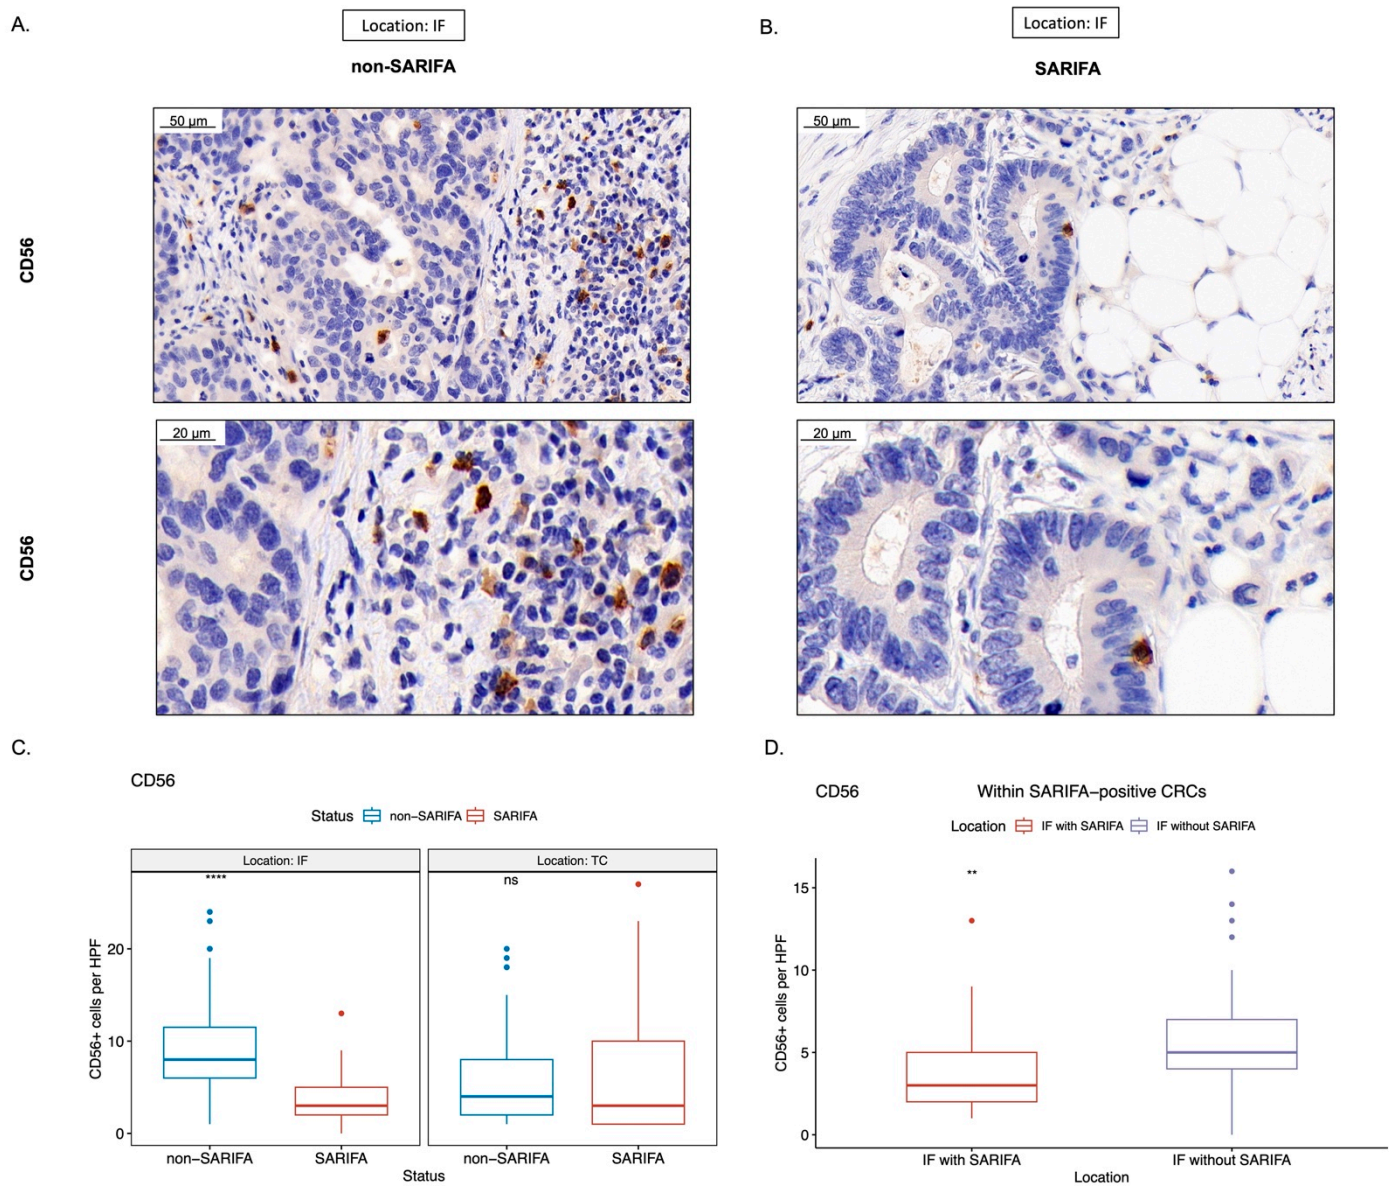 A.
Location: IF
non-SARIFA
B.
Location: IF
SARIFA
CD56
50 µm
50 µm
CD56
20 µm
20 µm
C.
CD56
Status non–SARIFA SARIFA
Location: IF
Location: TC
****
ns
CD56+ cells per HPF
20
10
0
non–SARIFA
SARIFA
non–SARIFA
SARIFA
Status
D.
CD56
Within SARIFA–positive CRCs
Location IF with SARIFA IF without SARIFA
**
CD56+ cells per HPF
15
10
5
0
IF with SARIFA
IF without SARIFA
Location